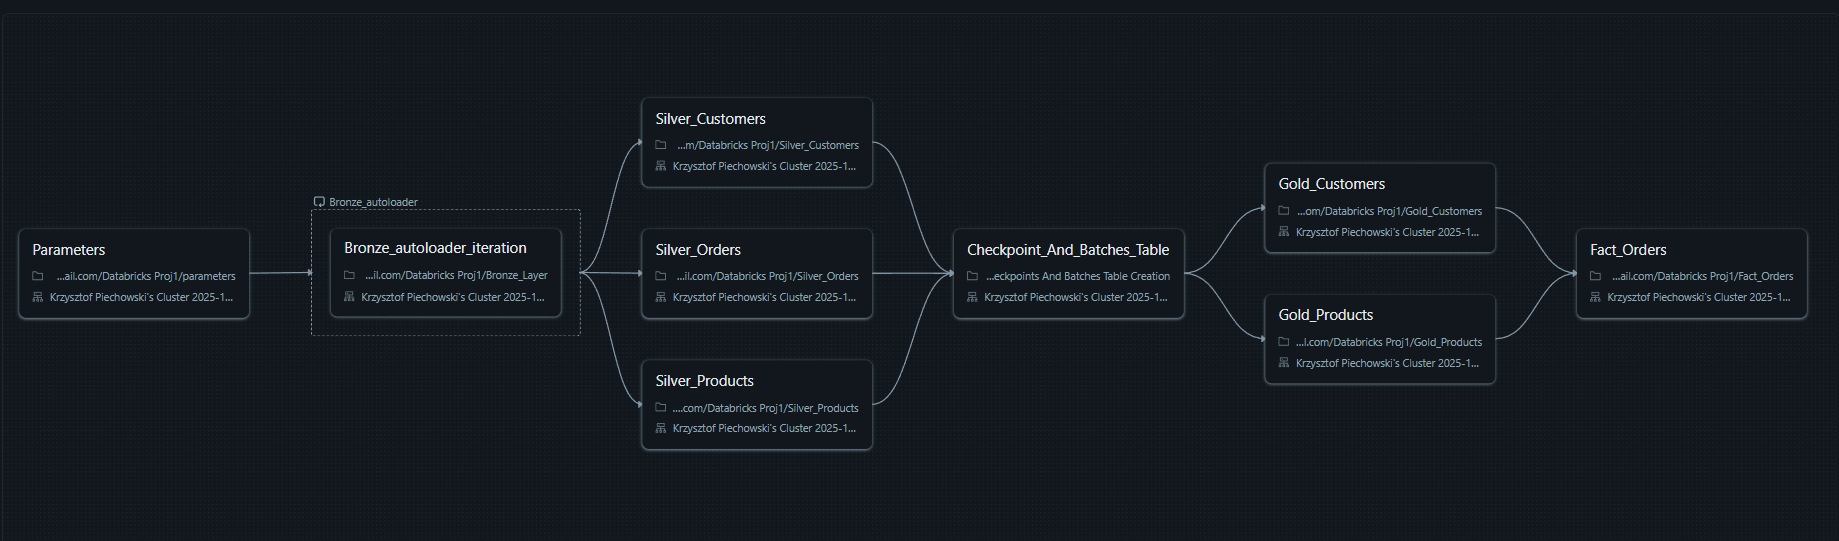 Parameters
...ail.com/Databricks Proj1/parameters
Krzysztof Piechowski's Cluster 2025-1...
Bronze_autoloader
Bronze_autoloader_iteration
...il.com/Databricks Proj1/Bronze_Layer
Krzysztof Piechowski's Cluster 2025-1...
Silver_Customers
...m/Databricks Proj1/Silver_Customers
Krzysztof Piechowski's Cluster 2025-1...
Silver_Orders
...il.com/Databricks Proj1/Silver_Orders
Krzysztof Piechowski's Cluster 2025-1...
Silver_Products
....com/Databricks Proj1/Silver_Products
Krzysztof Piechowski's Cluster 2025-1...
Checkpoint_And_Batches_Table
...eckpoints And Batches Table Creation
Krzysztof Piechowski's Cluster 2025-1...
Gold_Customers
...om/Databricks Proj1/Gold_Customers
Krzysztof Piechowski's Cluster 2025-1...
Gold_Products
...l.com/Databricks Proj1/Gold_Products
Krzysztof Piechowski's Cluster 2025-1...
Fact_Orders
...ail.com/Databricks Proj1/Fact_Orders
Krzysztof Piechowski's Cluster 2025-1...